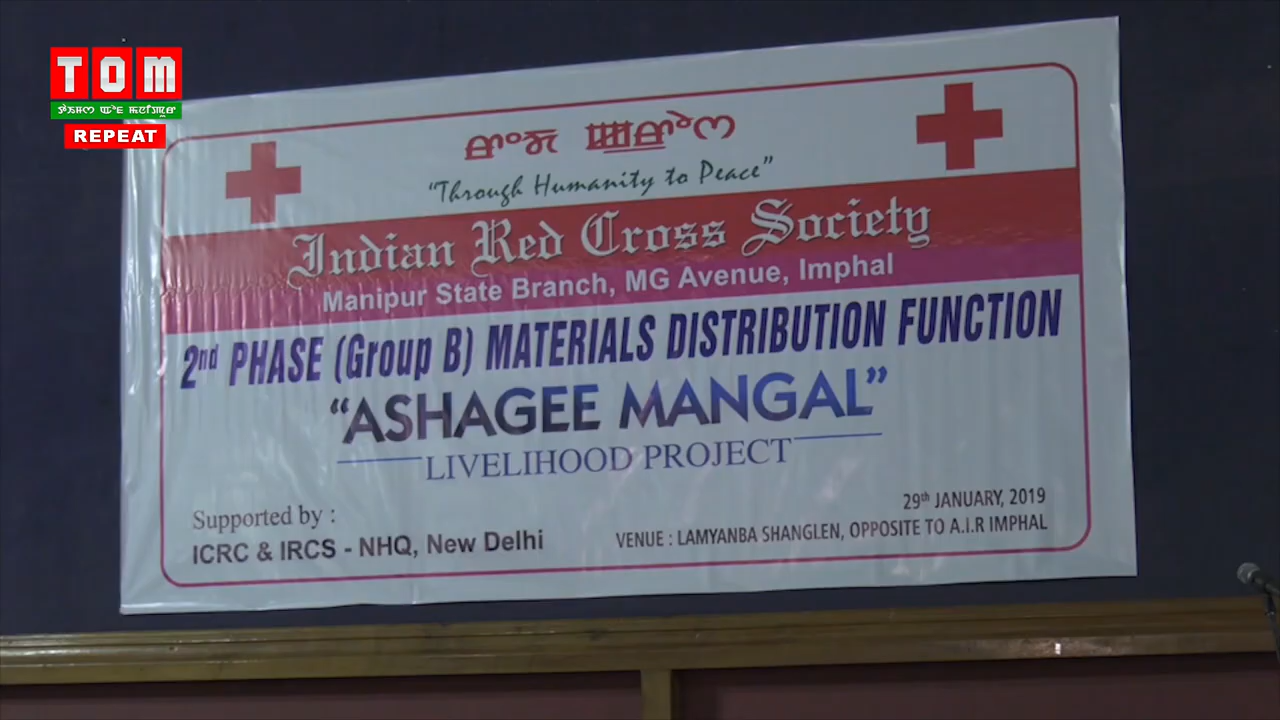 TOM
REPEAT
“Through Humanity to Peace”
Indian Red Cross Society
Manipur State Branch, MG Avenue, Imphal
2nd PHASE (Group B) MATERIALS DISTRIBUTION FUNCTION
“ASHAGEE MANGAL”
LIVELIHOOD PROJECT
Supported by :
ICRC & IRCS - NHQ, New Delhi
29th JANUARY, 2019
VENUE : LAMYANBA SHANGLEN, OPPOSITE TO A.I.R IMPHAL